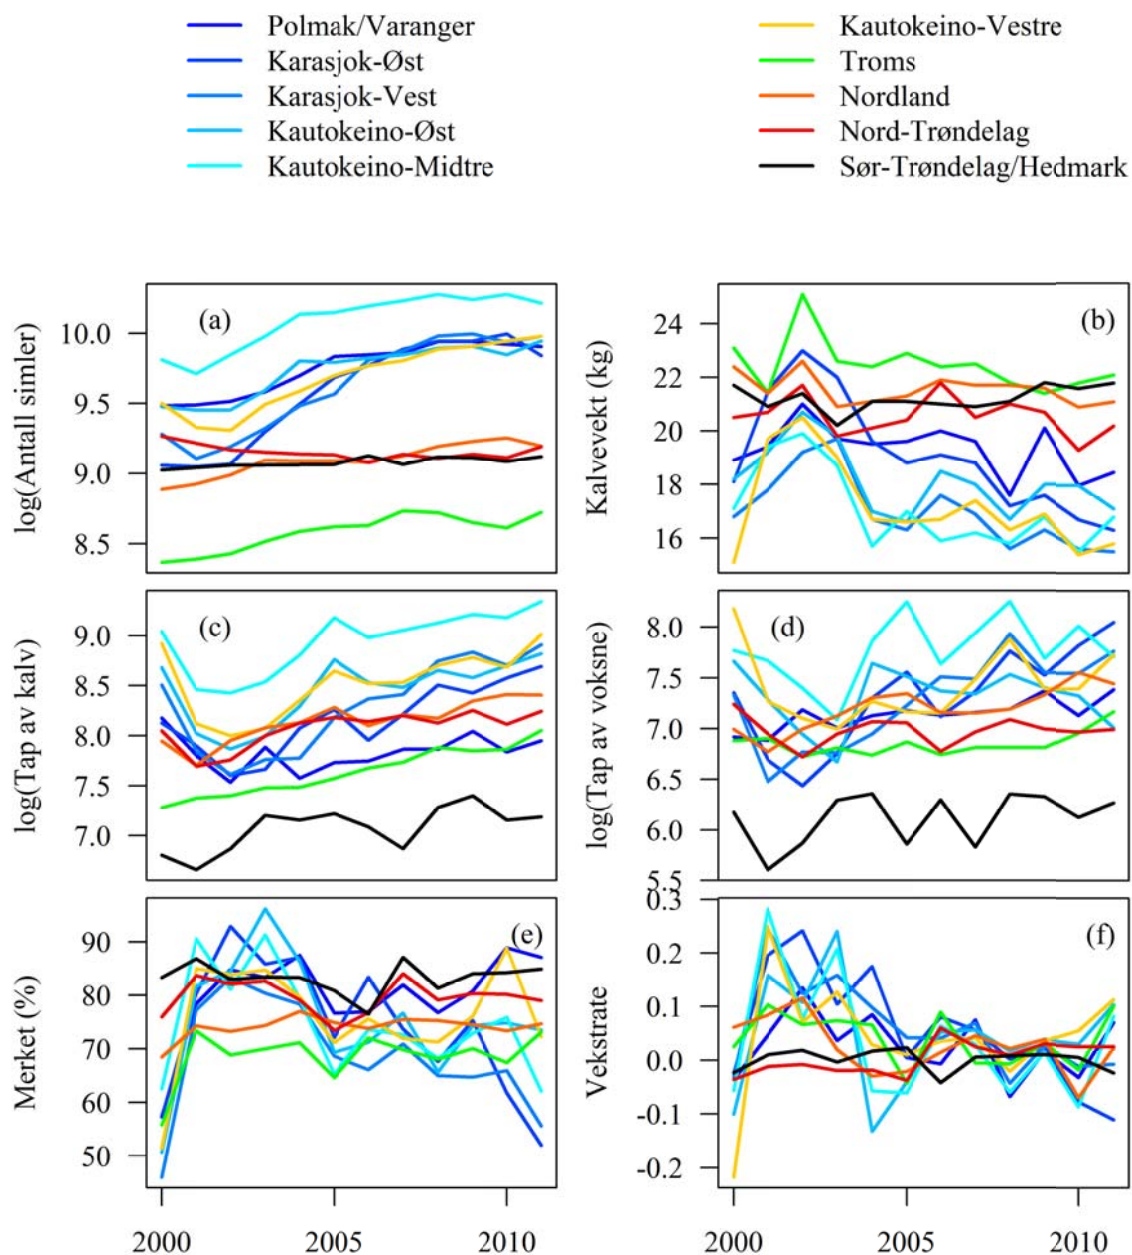 Polmak/Varanger
Karasjok-Øst
Karasjok-Vest
Kautokeino-Øst
Kautokeino-Midtre
Kautokeino-Vestre
Troms
Nordland
Nord-Trøndelag
Sør-Trøndelag/Hedmark
log(Antall simler)
10.0
9.5
9.0
8.5
(a)
Kalvevekt (kg)
24
22
20
18
16
(b)
log(Tap av kalv)
9.0
8.5
8.0
7.5
7.0
(c)
log(Tap av voksne)
8.0
7.5
7.0
6.5
6.0
5.5
(d)
Merket (%)
90
80
70
60
50
(e)
2000 2005 2010
Vekstrate
0.3
0.2
0.1
0.0
-0.1
-0.2
(f)
2000 2005 2010